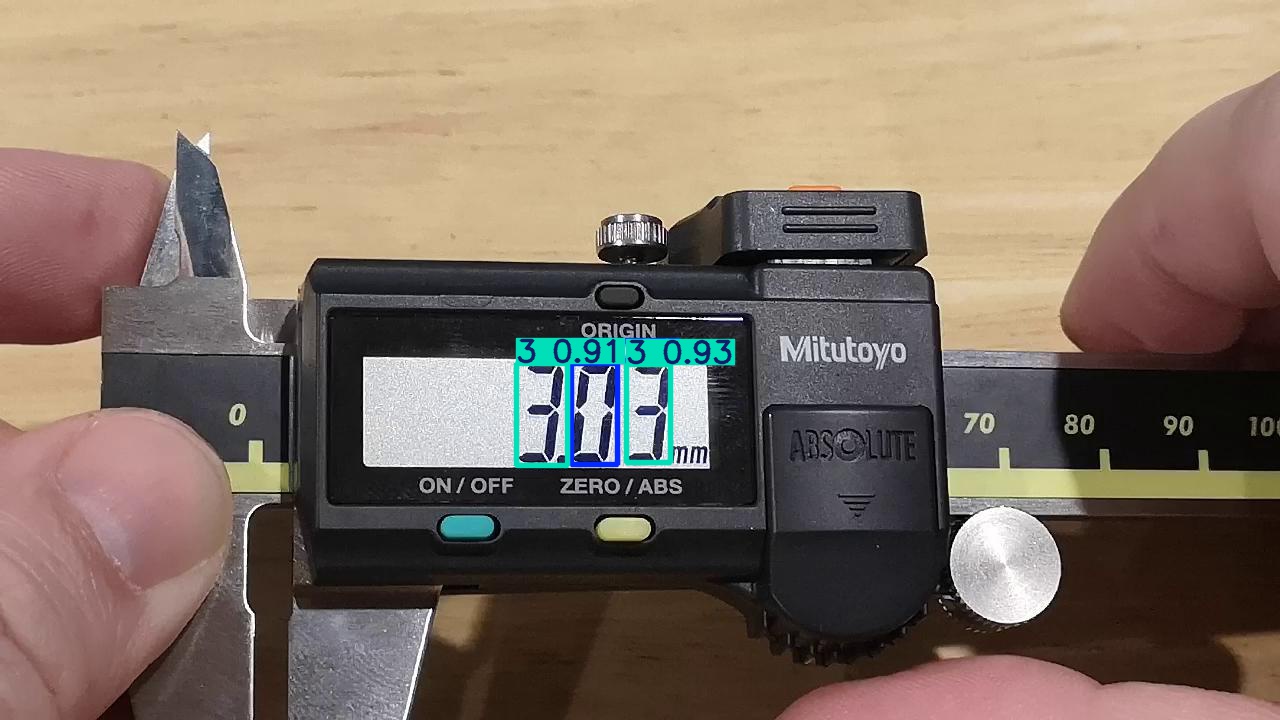 ORIGIN
3 0.91 3 0.93
3.03 mm
ON / OFF ZERO / ABS
Mitutoyo
ABSOLUTE
0 70 80 90 100